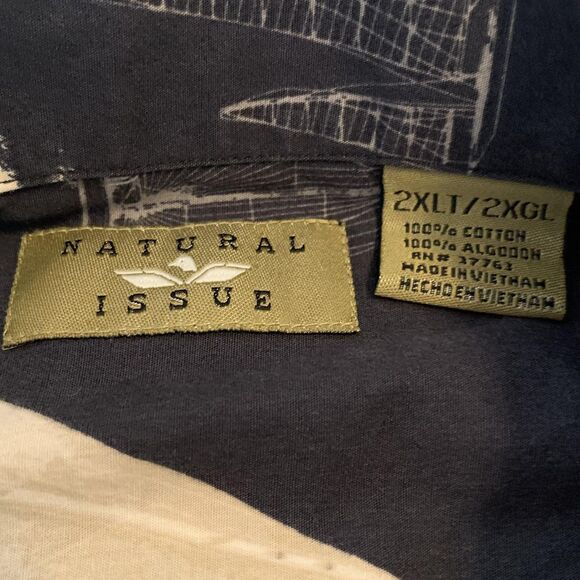 NATURAL
ISSUE
2XLT/2XGL
100% COTTON
100% ALGODON
RN# 37763
MADE IN VIETNAM
HECHO EN VIETNAM